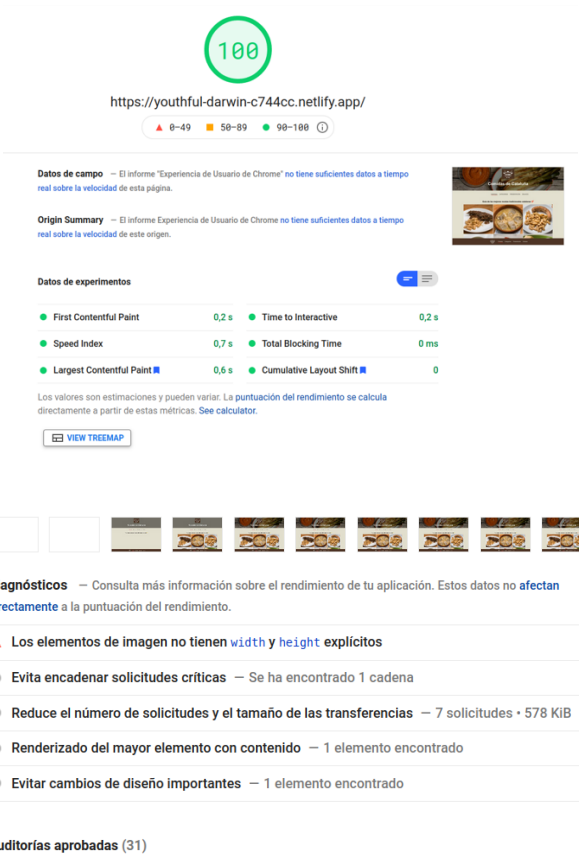 100
https://youthful-darwin-c744cc.netlify.app/
0–49 50–89 90–100
Datos de campo — El informe "Experiencia de Usuario de Chrome" no tiene suficientes datos a tiempo
real sobre la velocidad de esta página.
Origin Summary — El informe Experiencia de Usuario de Chrome no tiene suficientes datos a tiempo
real sobre la velocidad de este origen.
Datos de experimentos
First Contentful Paint 0,2 s Time to Interactive 0,2 s
Speed Index 0,7 s Total Blocking Time 0 ms
Largest Contentful Paint 0,6 s Cumulative Layout Shift 0
Los valores son estimaciones y pueden variar. La puntuación del rendimiento se calcula
directamente a partir de estas métricas. See calculator.
VIEW TREEMAP
agnósticos — Consulta más información sobre el rendimiento de tu aplicación. Estos datos no afectan
rectamente a la puntuación del rendimiento.
Los elementos de imagen no tienen width y height explícitos
Evita encadenar solicitudes críticas — Se ha encontrado 1 cadena
Reduce el número de solicitudes y el tamaño de las transferencias — 7 solicitudes • 578 KiB
Renderizado del mayor elemento con contenido — 1 elemento encontrado
Evitar cambios de diseño importantes — 1 elemento encontrado
uditorías aprobadas (31)